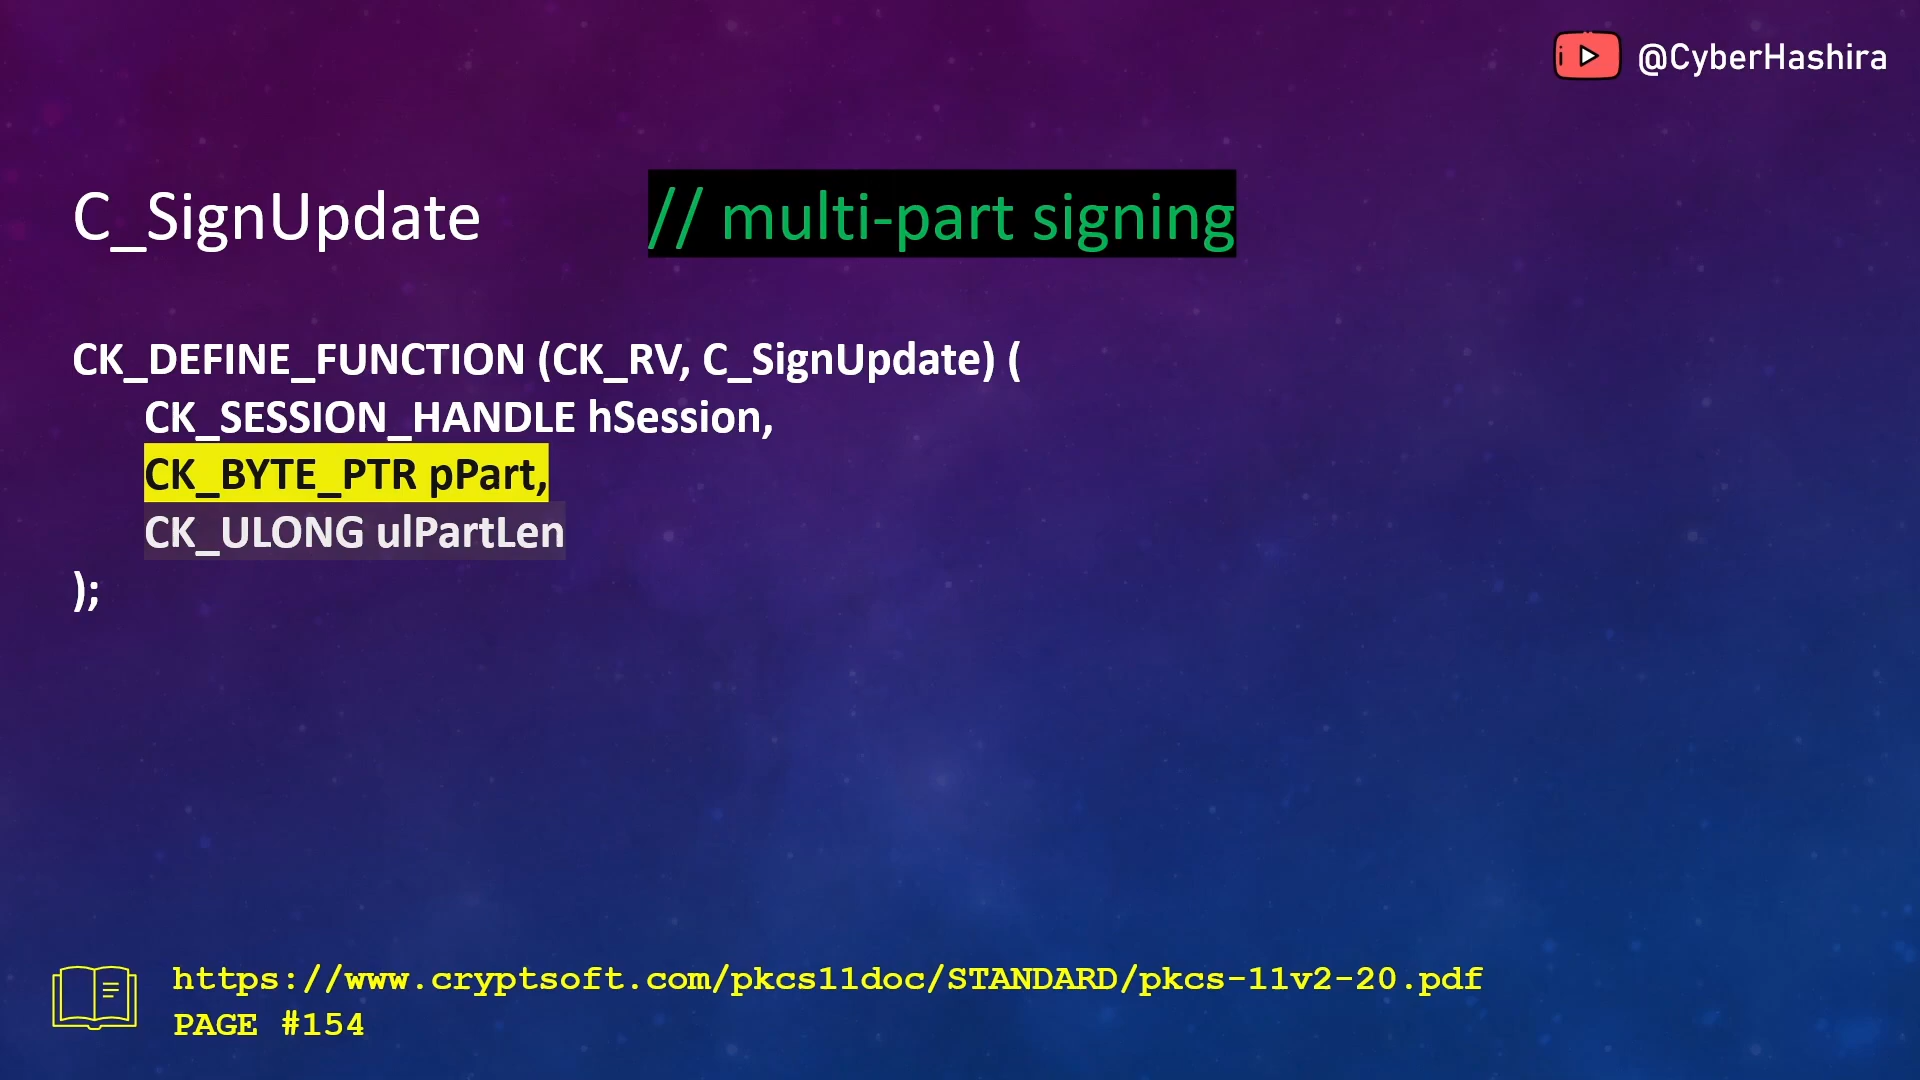 @CyberHashira
C_SignUpdate // multi-part signing
CK_DEFINE_FUNCTION (CK_RV, C_SignUpdate) (
CK_SESSION_HANDLE hSession,
CK_BYTE_PTR pPart,
CK_ULONG ulPartLen
);
https://www.cryptsoft.com/pkcs11doc/STANDARD/pkcs-11v2-20.pdf
PAGE #154